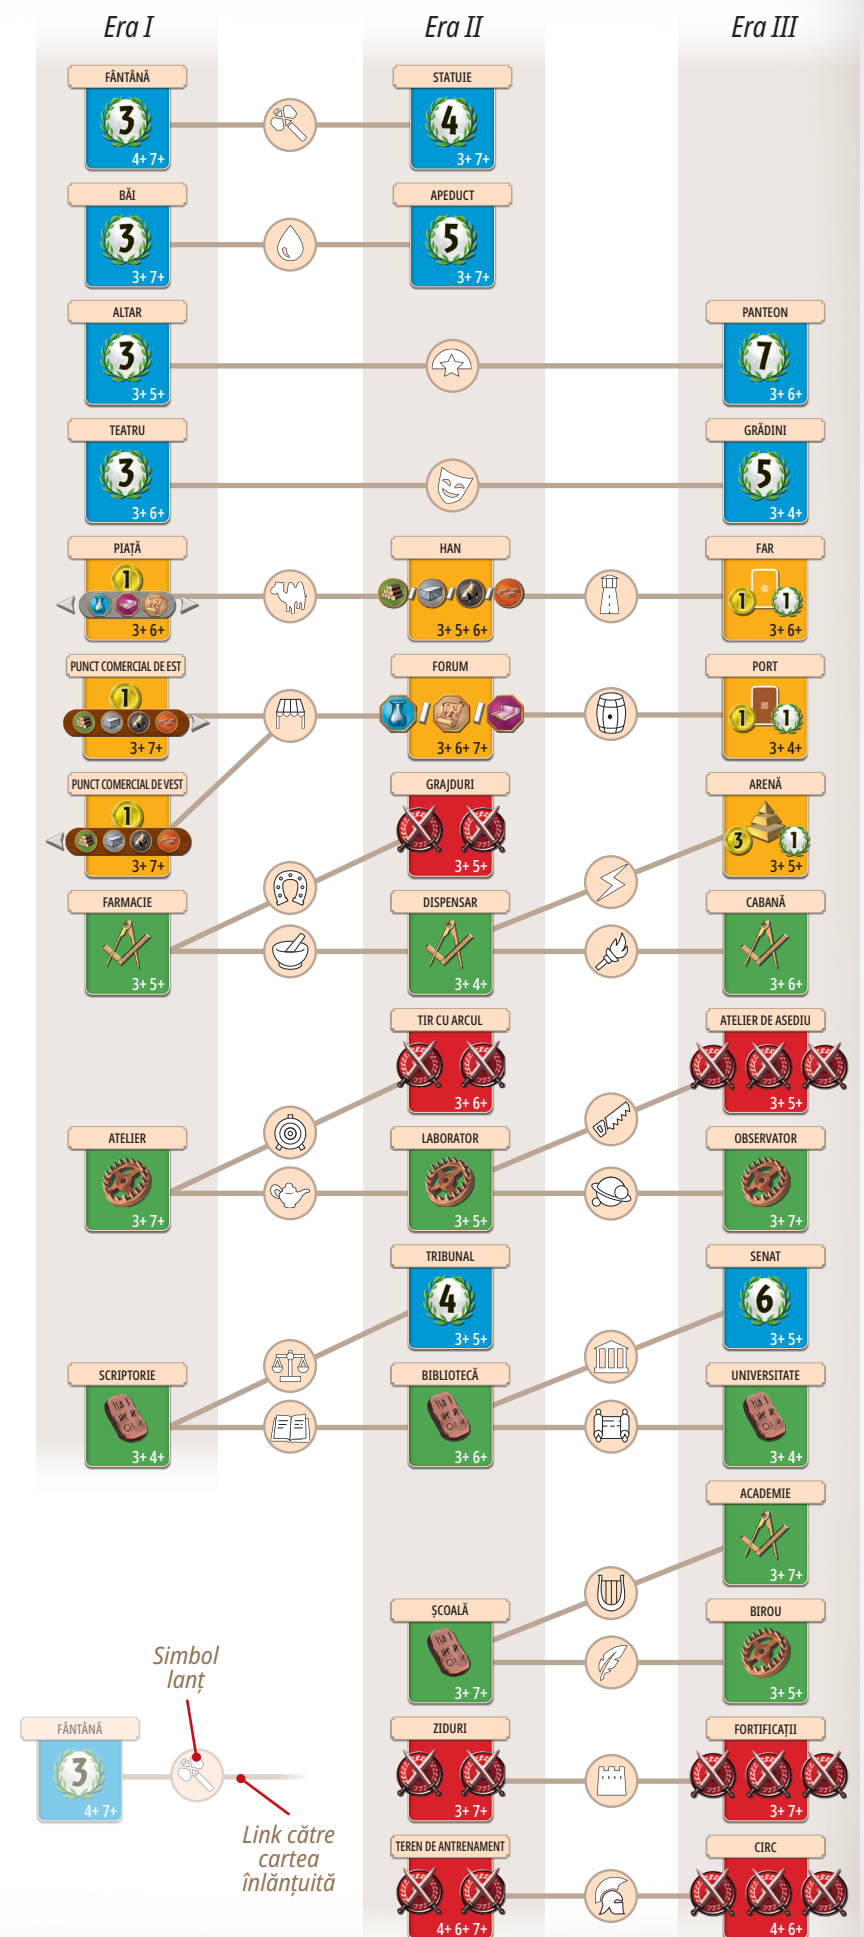 Era I
Era II
Era III
FÂNTÂNĂ
STATUIE
3
4
4+ 7+
3+ 7+
BĂI
APEDUCT
3
5
3+ 7+
3+ 7+
ALTAR
PANTEON
3
7
3+ 5+
3+ 6+
TEATRU
GRĂDINI
3
5
3+ 6+
3+ 4+
PIAȚĂ
HAN
FAR
1
1
1
3+ 6+
3+ 5+ 6+
3+ 6+
PUNCT COMERCIAL DE EST
FORUM
PORT
1
1
1
3+ 7+
3+ 6+ 7+
3+ 4+
PUNCT COMERCIAL DE VEST
GRAJDURI
ARENĂ
1
3
1
3+ 7+
3+ 5+
3+ 5+
FARMACIE
DISPENSAR
CABANĂ
3+ 5+
3+ 4+
3+ 6+
TIR CU ARCUL
ATELIER DE ASEDIU
3+ 6+
3+ 5+
ATELIER
LABORATOR
OBSERVATOR
3+ 7+
3+ 5+
3+ 7+
TRIBUNAL
SENAT
4
6
3+ 5+
3+ 5+
SCRIPTORIE
BIBLIOTECĂ
UNIVERSITATE
3+ 4+
3+ 6+
3+ 4+
ACADEMIE
3+ 7+
ȘCOALĂ
BIROU
3+ 7+
3+ 5+
Simbol
lanț
FÂNTÂNĂ
ZIDURI
FORTIFICAȚII
3
4+ 7+
3+ 7+
3+ 7+
Link către
cartea
înlănțuită
TEREN DE ANTRENAMENT
CIRC
4+ 6+ 7+
4+ 6+